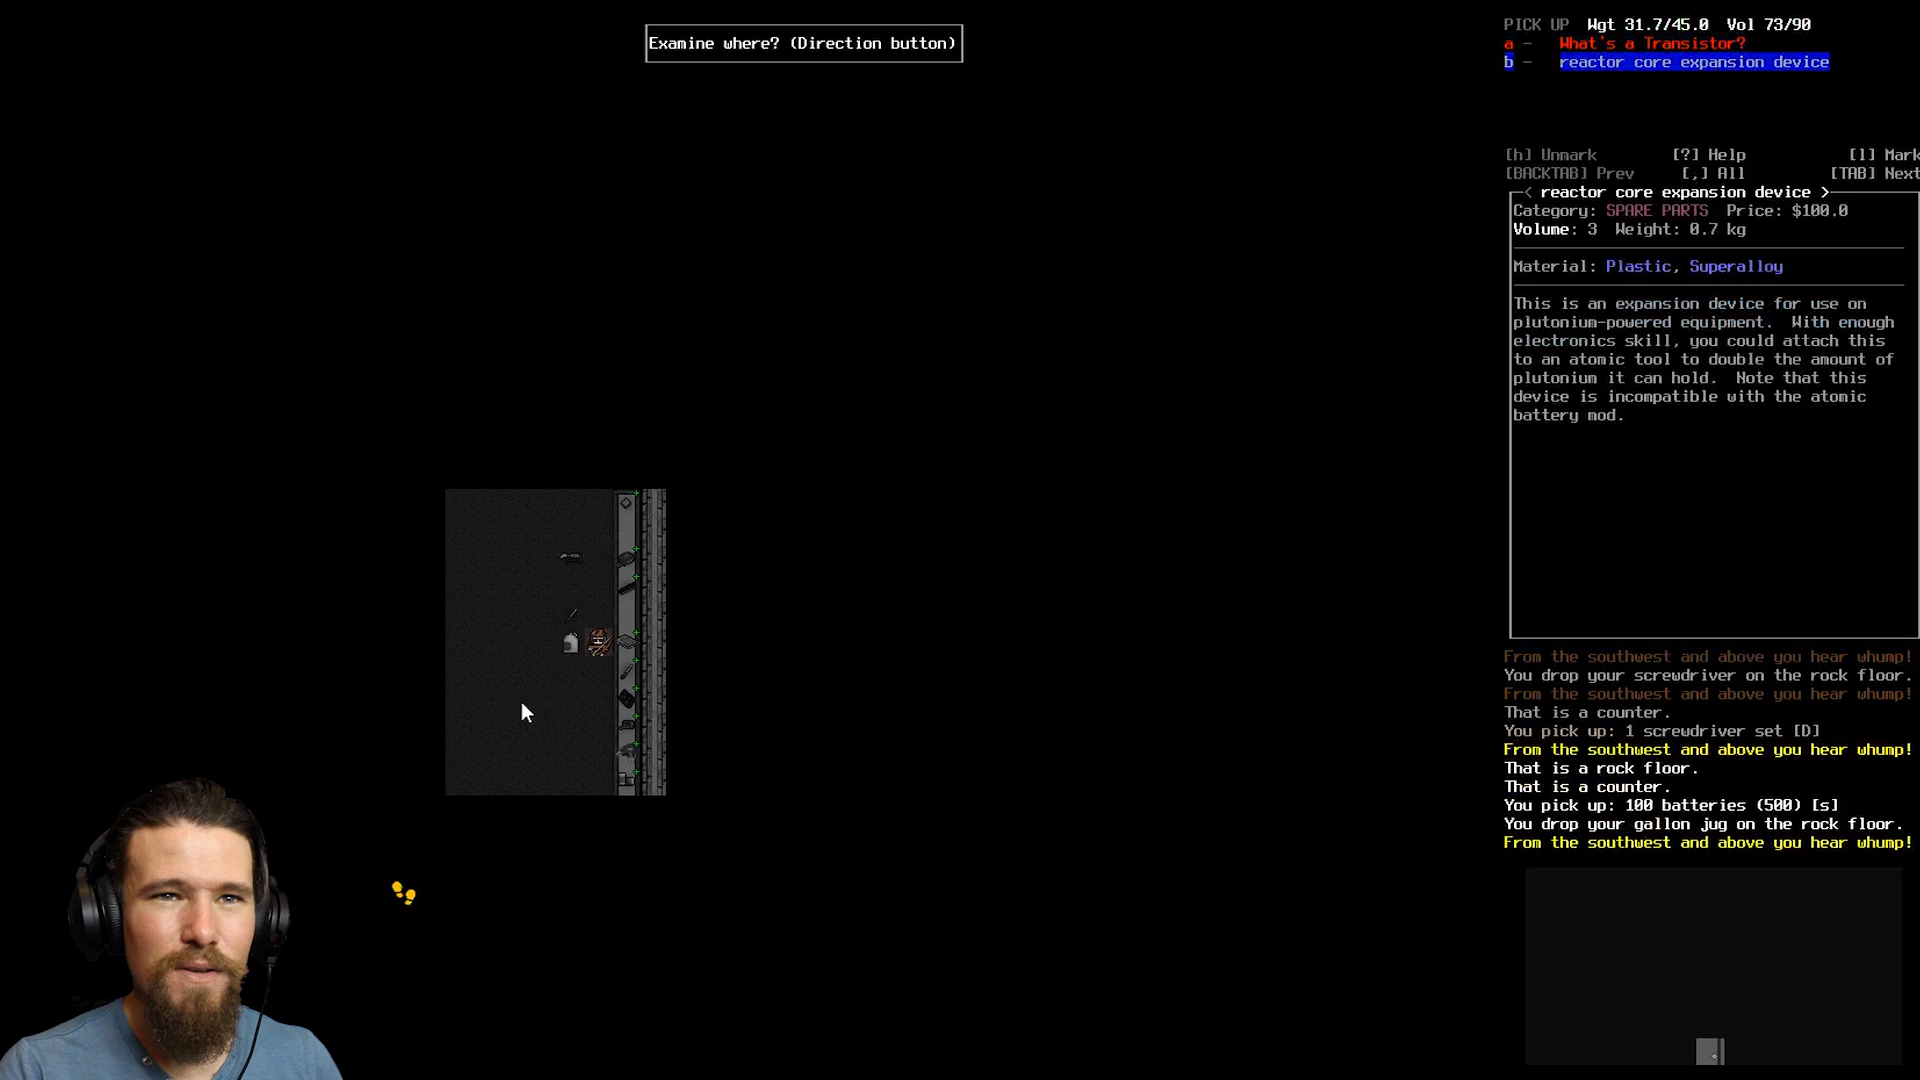 Examine where? (Direction button)
PICK UP  Wgt 31.7/45.0  Vol 73/90
a -   What's a Transistor?
b -   reactor core expansion device
[h] Unmark   [?] Help   [l] Mark
[BACKTAB] Prev   [,] All   [TAB] Next
< reactor core expansion device >
Category: SPARE PARTS  Price: $100.0
Volume: 3  Weight: 0.7 kg
Material: Plastic, Superalloy
This is an expansion device for use on
plutonium-powered equipment.  With enough
electronics skill, you could attach this
to an atomic tool to double the amount of
plutonium it can hold.  Note that this
device is incompatible with the atomic
battery mod.
From the southwest and above you hear whump!
You drop your screwdriver on the rock floor.
From the southwest and above you hear whump!
That is a counter.
You pick up: 1 screwdriver set [D]
From the southwest and above you hear whump!
That is a rock floor.
That is a counter.
You pick up: 100 batteries (500) [s]
You drop your gallon jug on the rock floor.
From the southwest and above you hear whump!